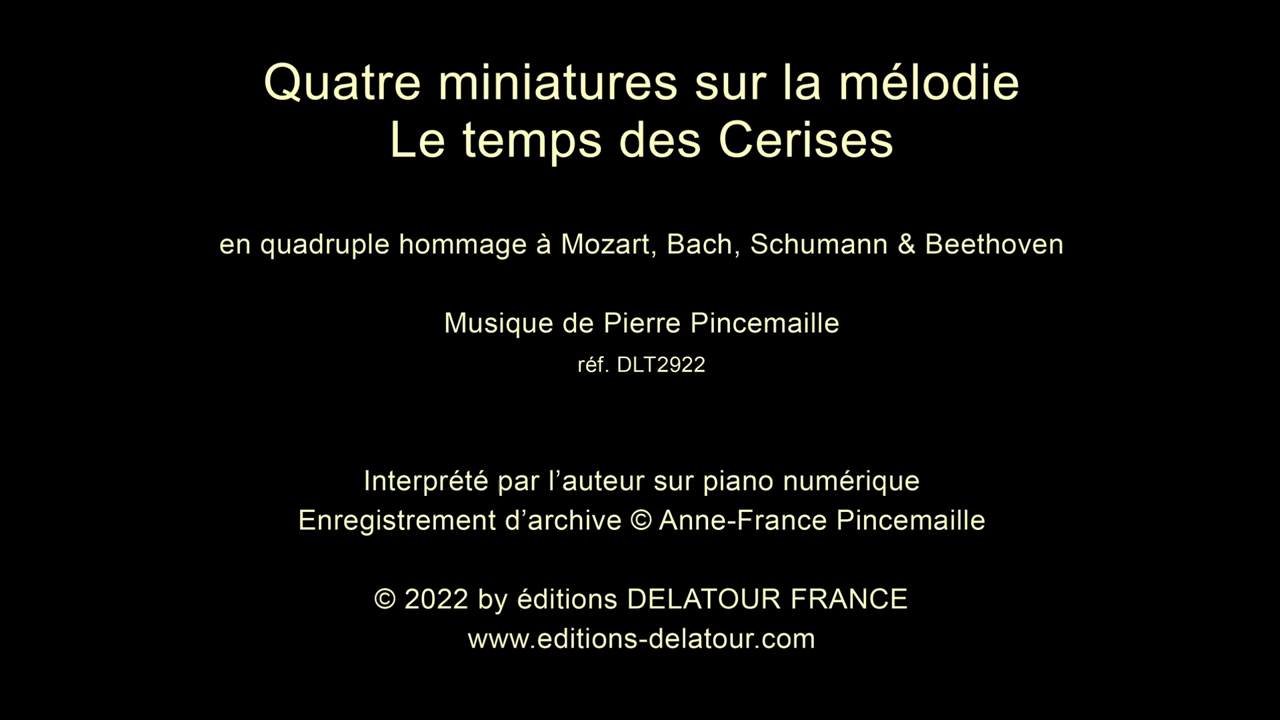 Quatre miniatures sur la mélodie
Le temps des Cerises
en quadruple hommage à Mozart, Bach, Schumann & Beethoven
Musique de Pierre Pincemaille
réf. DLT2922
Interprété par l’auteur sur piano numérique
Enregistrement d’archive © Anne-France Pincemaille
© 2022 by éditions DELATOUR FRANCE
www.editions-delatour.com